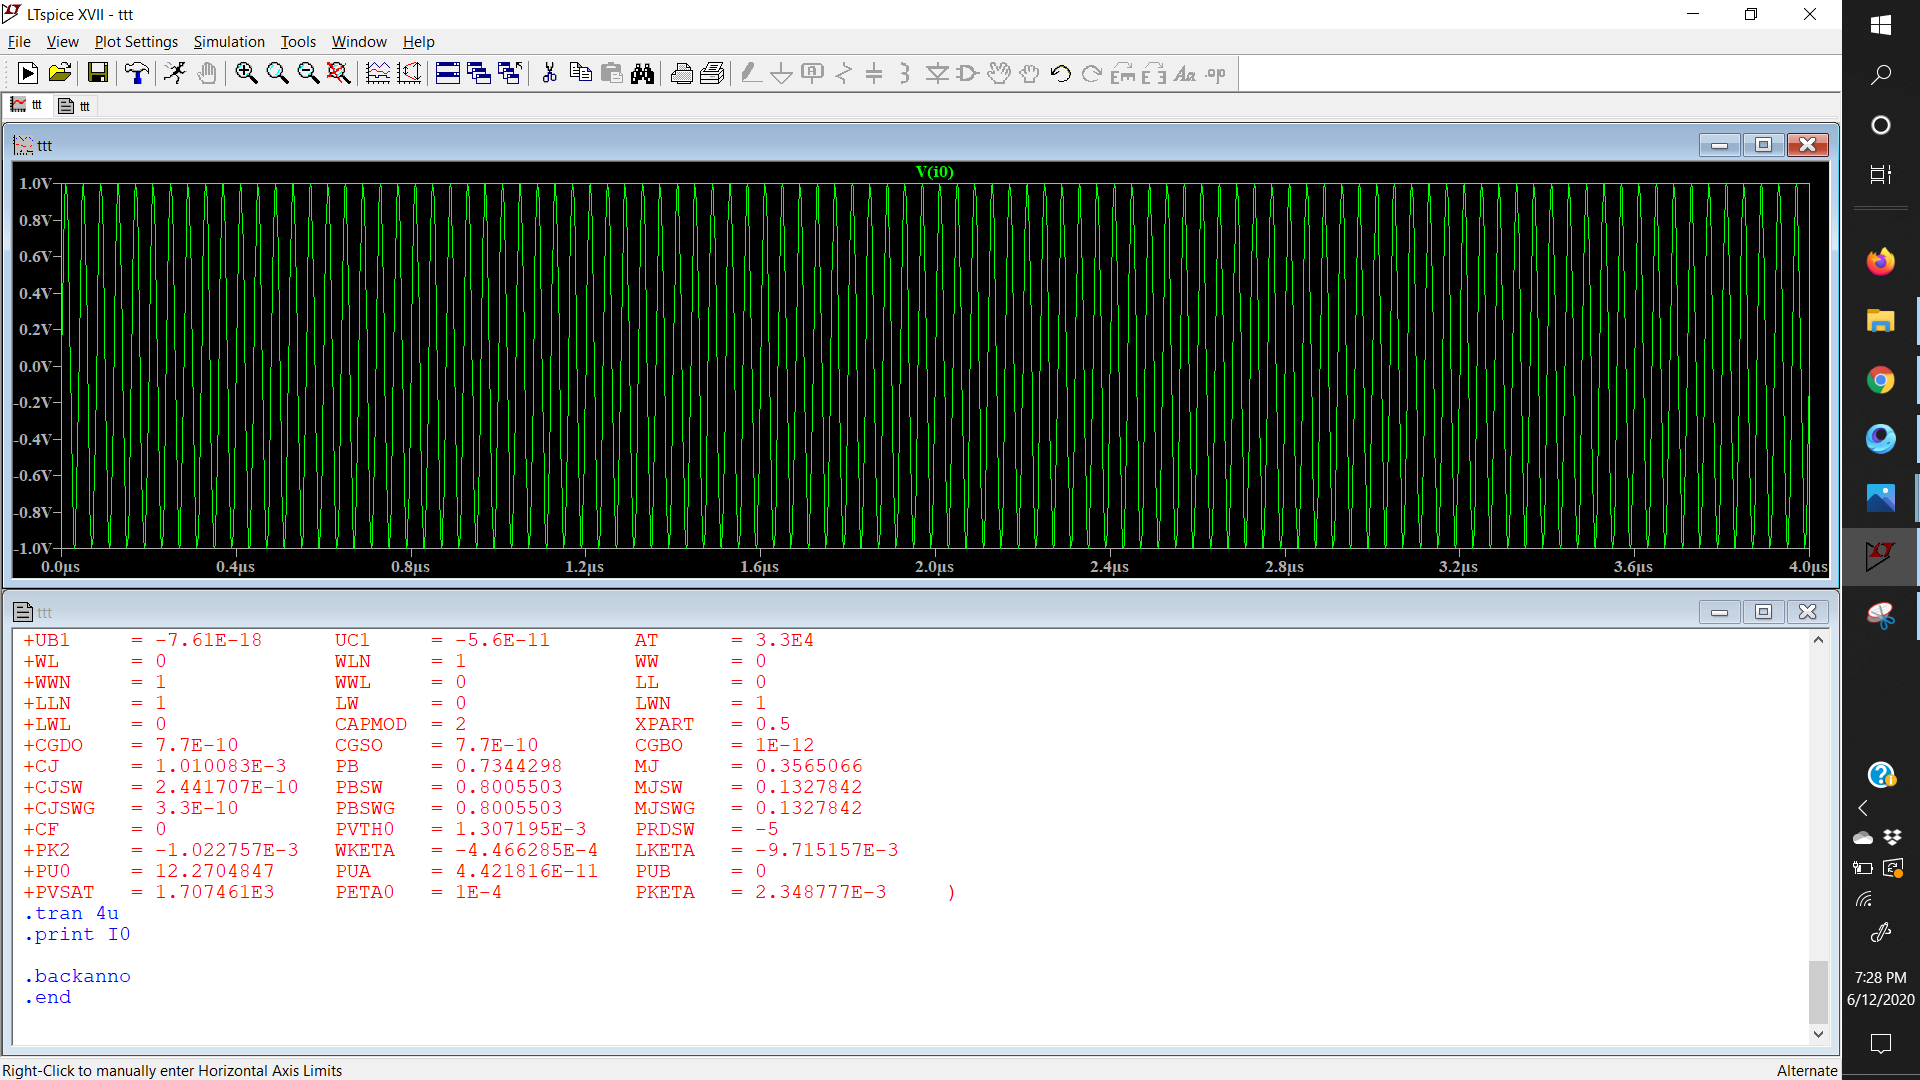 LTspice XVII - ttt
File View Plot Settings Simulation Tools Window Help
ttt ttt
ttt
V(i0)
1.0V
0.8V
0.6V
0.4V
0.2V
0.0V
-0.2V
-0.4V
-0.6V
-0.8V
-1.0V
0.0µs 0.4µs 0.8µs 1.2µs 1.6µs 2.0µs 2.4µs 2.8µs 3.2µs 3.6µs 4.0µs
ttt
+UB1 = -7.61E-18 UC1 = -5.6E-11 AT = 3.3E4
+WL = 0 WLN = 1 WW = 0
+WWN = 1 WWL = 0 LL = 0
+LLN = 1 LW = 0 LWN = 1
+LWL = 0 CAPMOD = 2 XPART = 0.5
+CGDO = 7.7E-10 CGSO = 7.7E-10 CGBO = 1E-12
+CJ = 1.010083E-3 PB = 0.7344298 MJ = 0.3565066
+CJSW = 2.441707E-10 PBSW = 0.8005503 MJSW = 0.1327842
+CJSWG = 3.3E-10 PBSWG = 0.8005503 MJSWG = 0.1327842
+CF = 0 PVTH0 = 1.307195E-3 PRDSW = -5
+PK2 = -1.022757E-3 WKETA = -4.466285E-4 LKETA = -9.715157E-3
+PU0 = 12.2704847 PUA = 4.421816E-11 PUB = 0
+PVSAT = 1.707461E3 PETA0 = 1E-4 PKETA = 2.348777E-3 )
.tran 4u
.print I0
.backanno
.end
Right-Click to manually enter Horizontal Axis Limits
Alternate
7:28 PM
6/12/2020